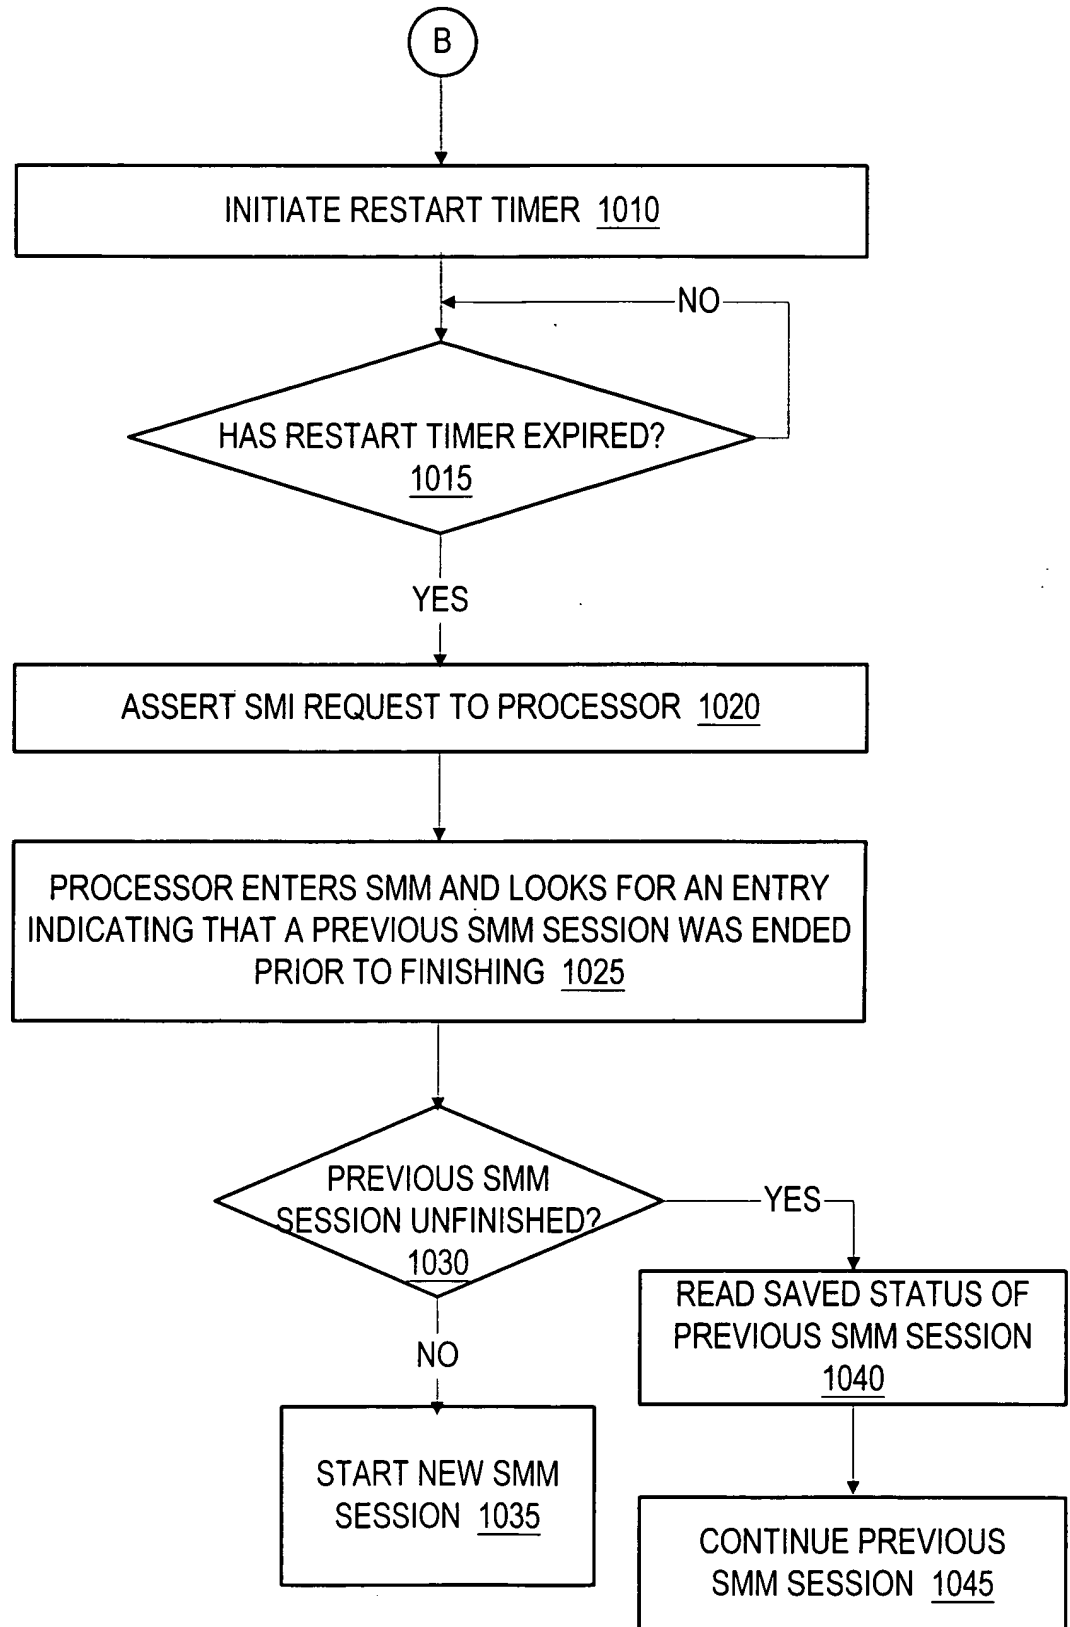 B
INITIATE RESTART TIMER 1010
NO
HAS RESTART TIMER EXPIRED?
1015
YES
ASSERT SMI REQUEST TO PROCESSOR 1020
PROCESSOR ENTERS SMM AND LOOKS FOR AN ENTRY
INDICATING THAT A PREVIOUS SMM SESSION WAS ENDED
PRIOR TO FINISHING 1025
PREVIOUS SMM
SESSION UNFINISHED?
1030
YES
NO
READ SAVED STATUS OF
PREVIOUS SMM SESSION
1040
START NEW SMM
SESSION 1035
CONTINUE PREVIOUS
SMM SESSION 1045